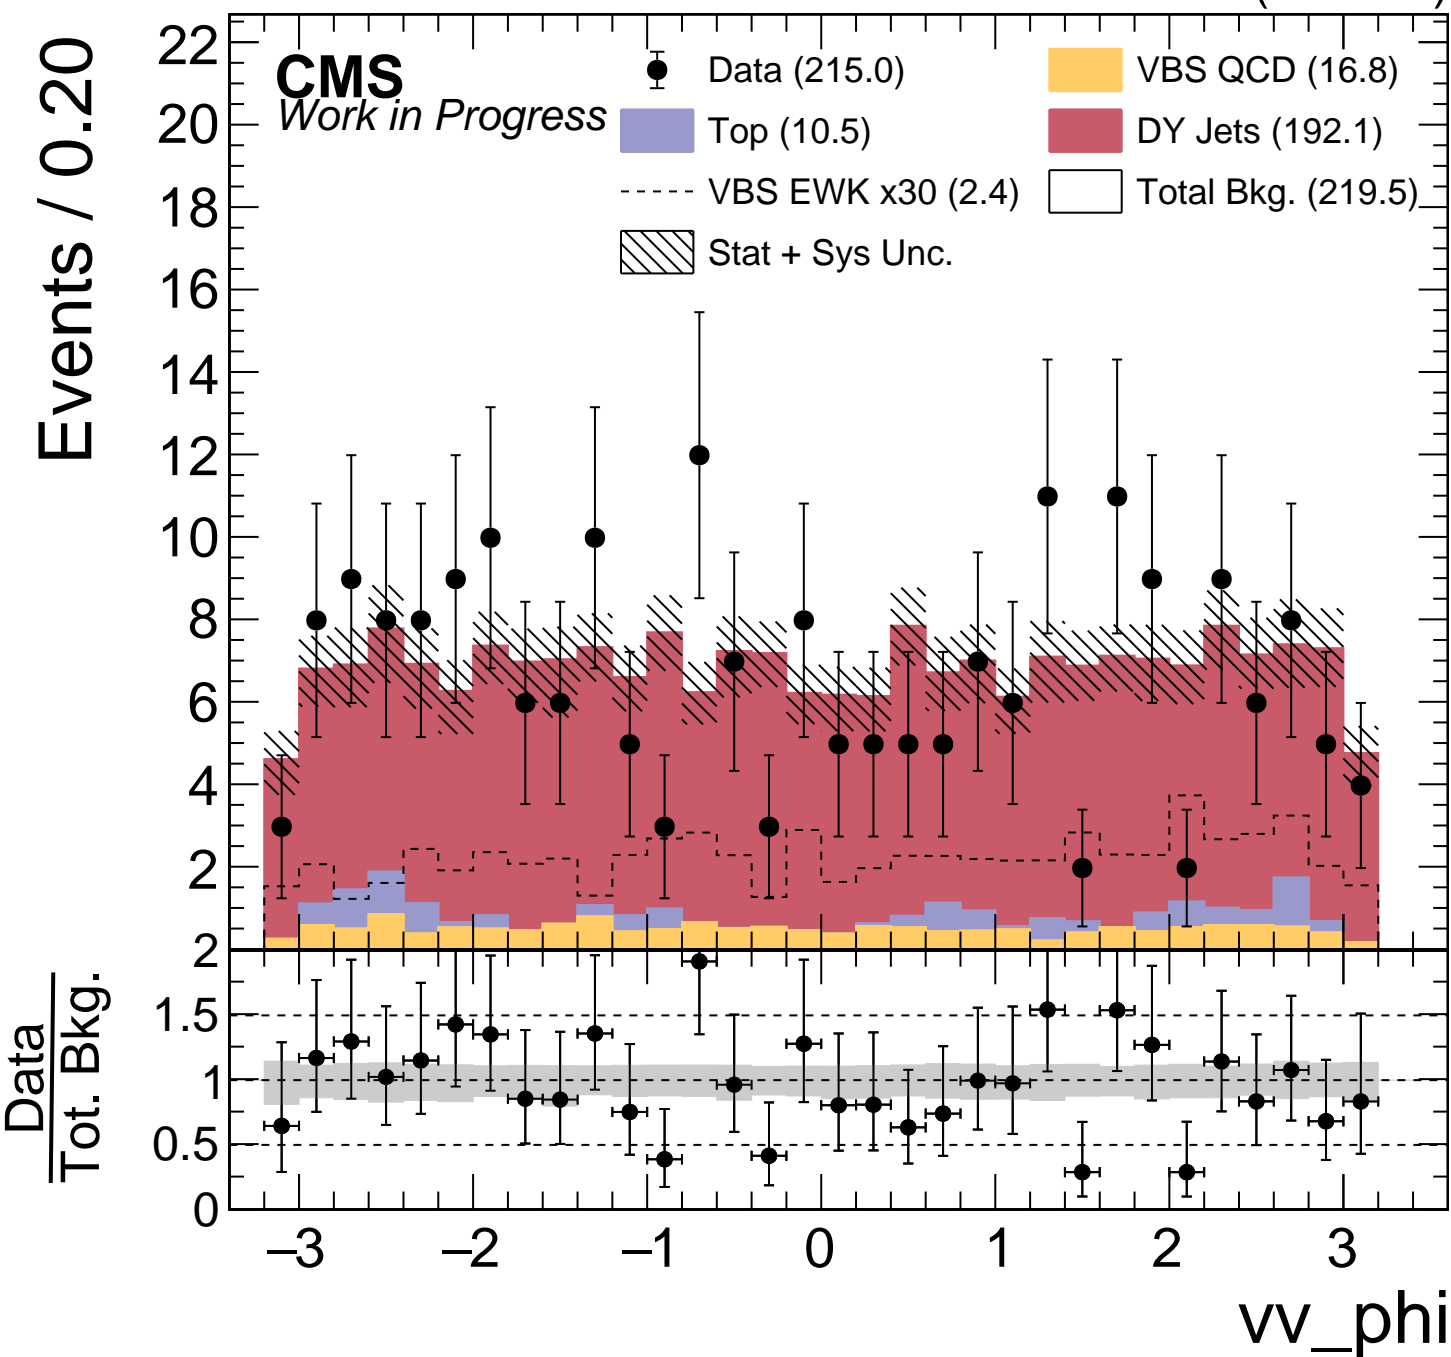 CMS
Work in Progress
Data (215.0)
VBS QCD (16.8)
Top (10.5)
DY Jets (192.1)
VBS EWK x30 (2.4)
Total Bkg. (219.5)
Stat + Sys Unc.
Events / 0.20
22
20
18
16
14
12
10
8
6
4
2
2
2
1.5
1
0.5
0
Data
Tot. Bkg.
−3
−2
−1
0
1
2
3
vv_phi